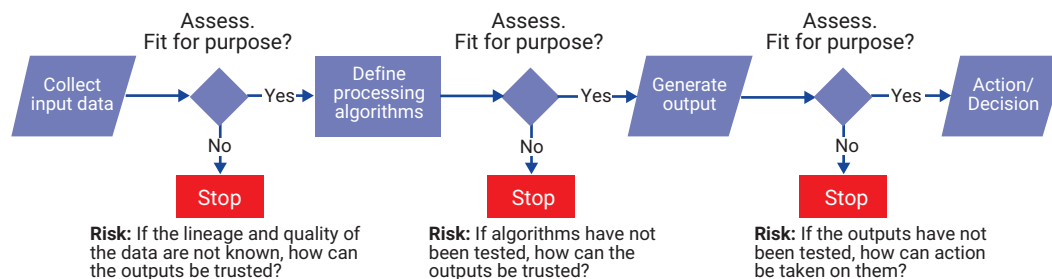 Assess.
Fit for purpose?
Assess.
Fit for purpose?
Assess.
Fit for purpose?
Collect
input data
Yes
Define
processing
algorithms
Yes
Generate
output
Yes
Action/
Decision
No
No
No
Stop
Stop
Stop
Risk: If the lineage and quality of
the data are not known, how can
the outputs be trusted?
Risk: If algorithms have not
been tested, how can the
outputs be trusted?
Risk: If the outputs have not
been tested, how can action
be taken on them?